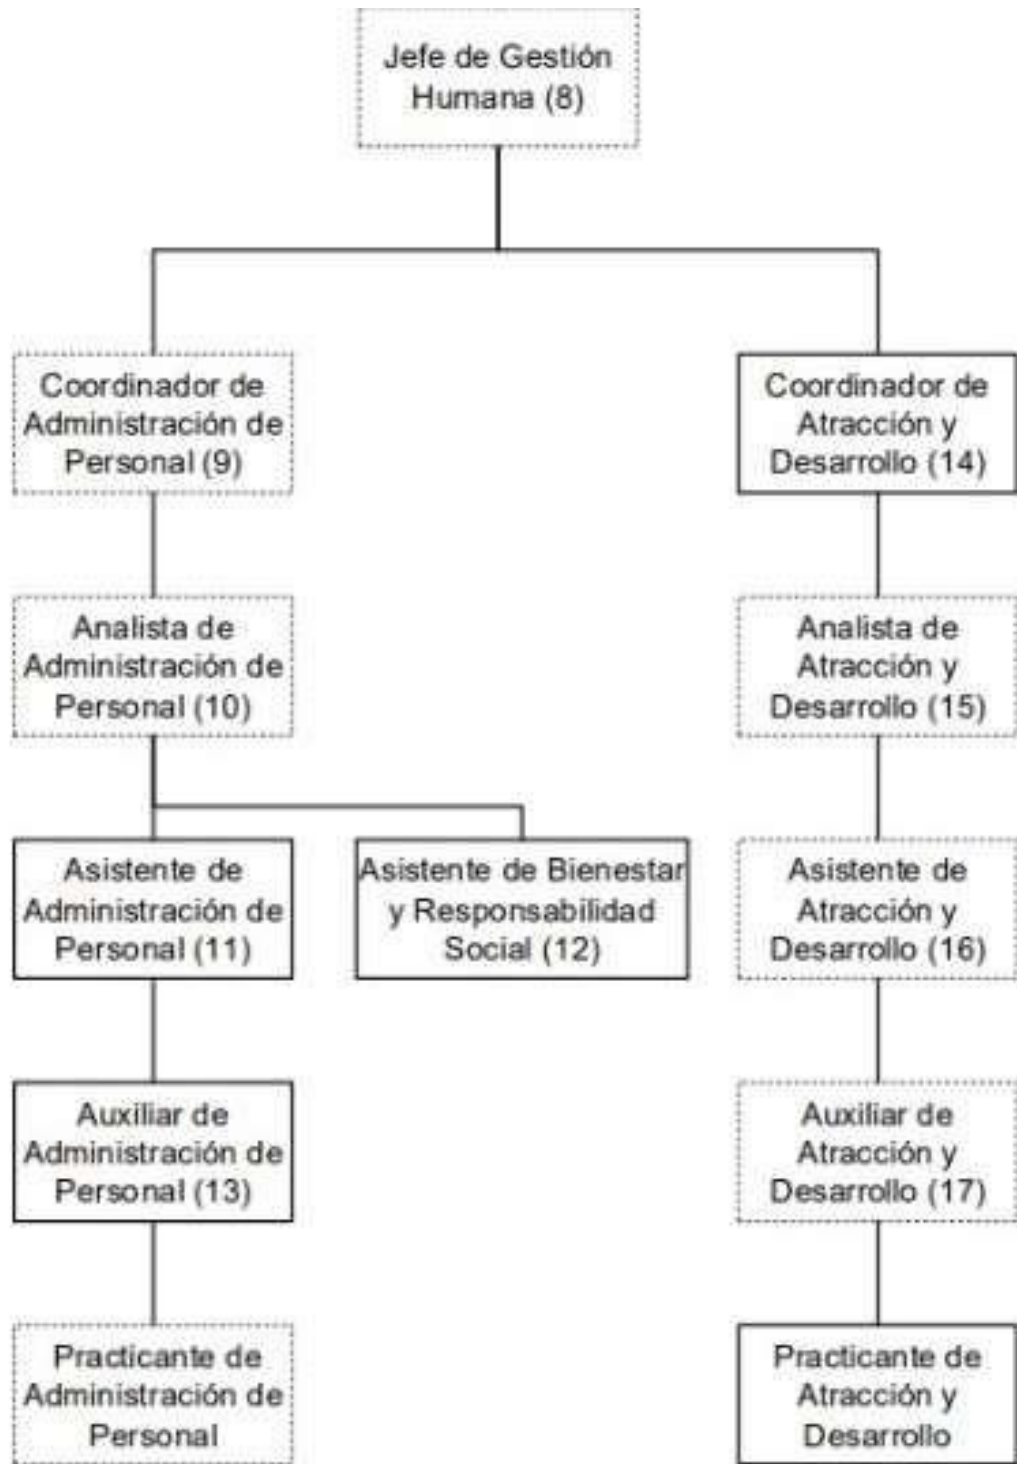 Jefe de Gestión
Humana (8)
Coordinador de
Administración de
Personal (9)
Coordinador de
Atracción y
Desarrollo (14)
Analista de
Administración de
Personal (10)
Analista de
Atracción y
Desarrollo (15)
Asistente de
Administración de
Personal (11)
Asistente de Bienestar
y Responsabilidad
Social (12)
Asistente de
Atracción y
Desarrollo (16)
Auxiliar de
Administración de
Personal (13)
Auxiliar de
Atracción y
Desarrollo (17)
Practicante de
Administración de
Personal
Practicante de
Atracción y
Desarrollo